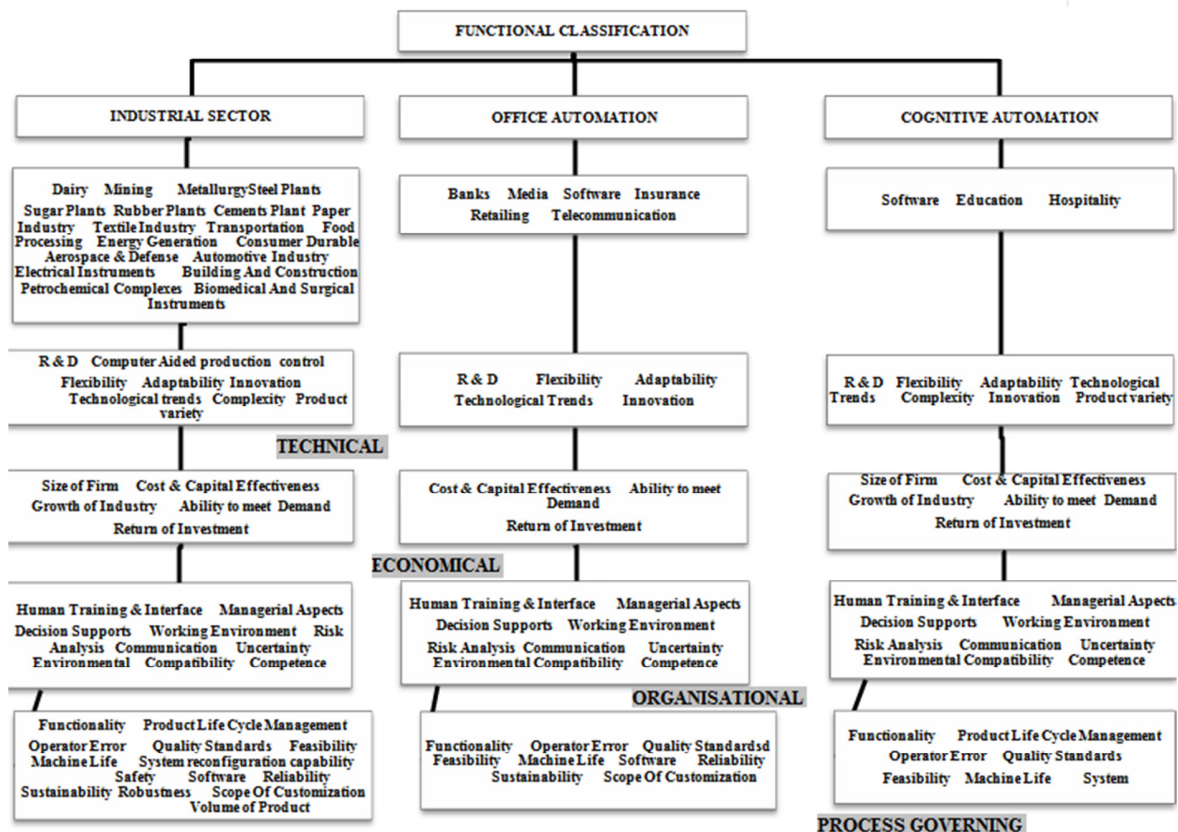 FUNCTIONAL CLASSIFICATION
INDUSTRIAL SECTOR
OFFICE AUTOMATION
COGNITIVE AUTOMATION
Dairy Mining MetallurgySteel Plants
Sugar Plants Rubber Plants Cements Plant Paper
Industry Textile Industry Transportation Food
Processing Energy Generation Consumer Durable
Aerospace & Defense Automotive Industry
Electrical Instruments Building And Construction
Petrochemical Complexes Biomedical And Surgical
Instruments
Banks Media Software Insurance
Retailing Telecommunication
Software Education Hospitality
R & D Computer Aided production control
Flexibility Adaptability Innovation
Technological trends Complexity Product
variety
R & D Flexibility Adaptability
Technological Trends Innovation
R & D Flexibility Adaptability Technological
Trends Complexity Innovation Product variety
TECHNICAL
Size of Firm Cost & Capital Effectiveness
Growth of Industry Ability to meet Demand
Return of Investment
Cost & Capital Effectiveness Ability to meet
Demand
Return of Investment
Size of Firm Cost & Capital Effectiveness
Growth of Industry Ability to meet Demand
Return of Investment
ECONOMICAL
Human Training & Interface Managerial Aspects
Decision Supports Working Environment Risk
Analysis Communication Uncertainty
Environmental Compatibility Competence
Human Training & Interface Managerial Aspects
Decision Supports Working Environment
Risk Analysis Communication Uncertainty
Environmental Compatibility Competence
Human Training & Interface Managerial Aspects
Decision Supports Working Environment
Risk Analysis Communication Uncertainty
Environmental Compatibility Competence
ORGANISATIONAL
Functionality Product Life Cycle Management
Operator Error Quality Standards Feasibility
Machine Life System reconfiguration capability
Safety Software Reliability
Sustainability Robustness Scope Of Customization
Volume of Product
Functionality Operator Error Quality Standardsd
Feasibility Machine Life Software Reliability
Sustainability Scope Of Customization
Functionality Product Life Cycle Management
Operator Error Quality Standards
Feasibility Machine Life System
PROCESS GOVERNING